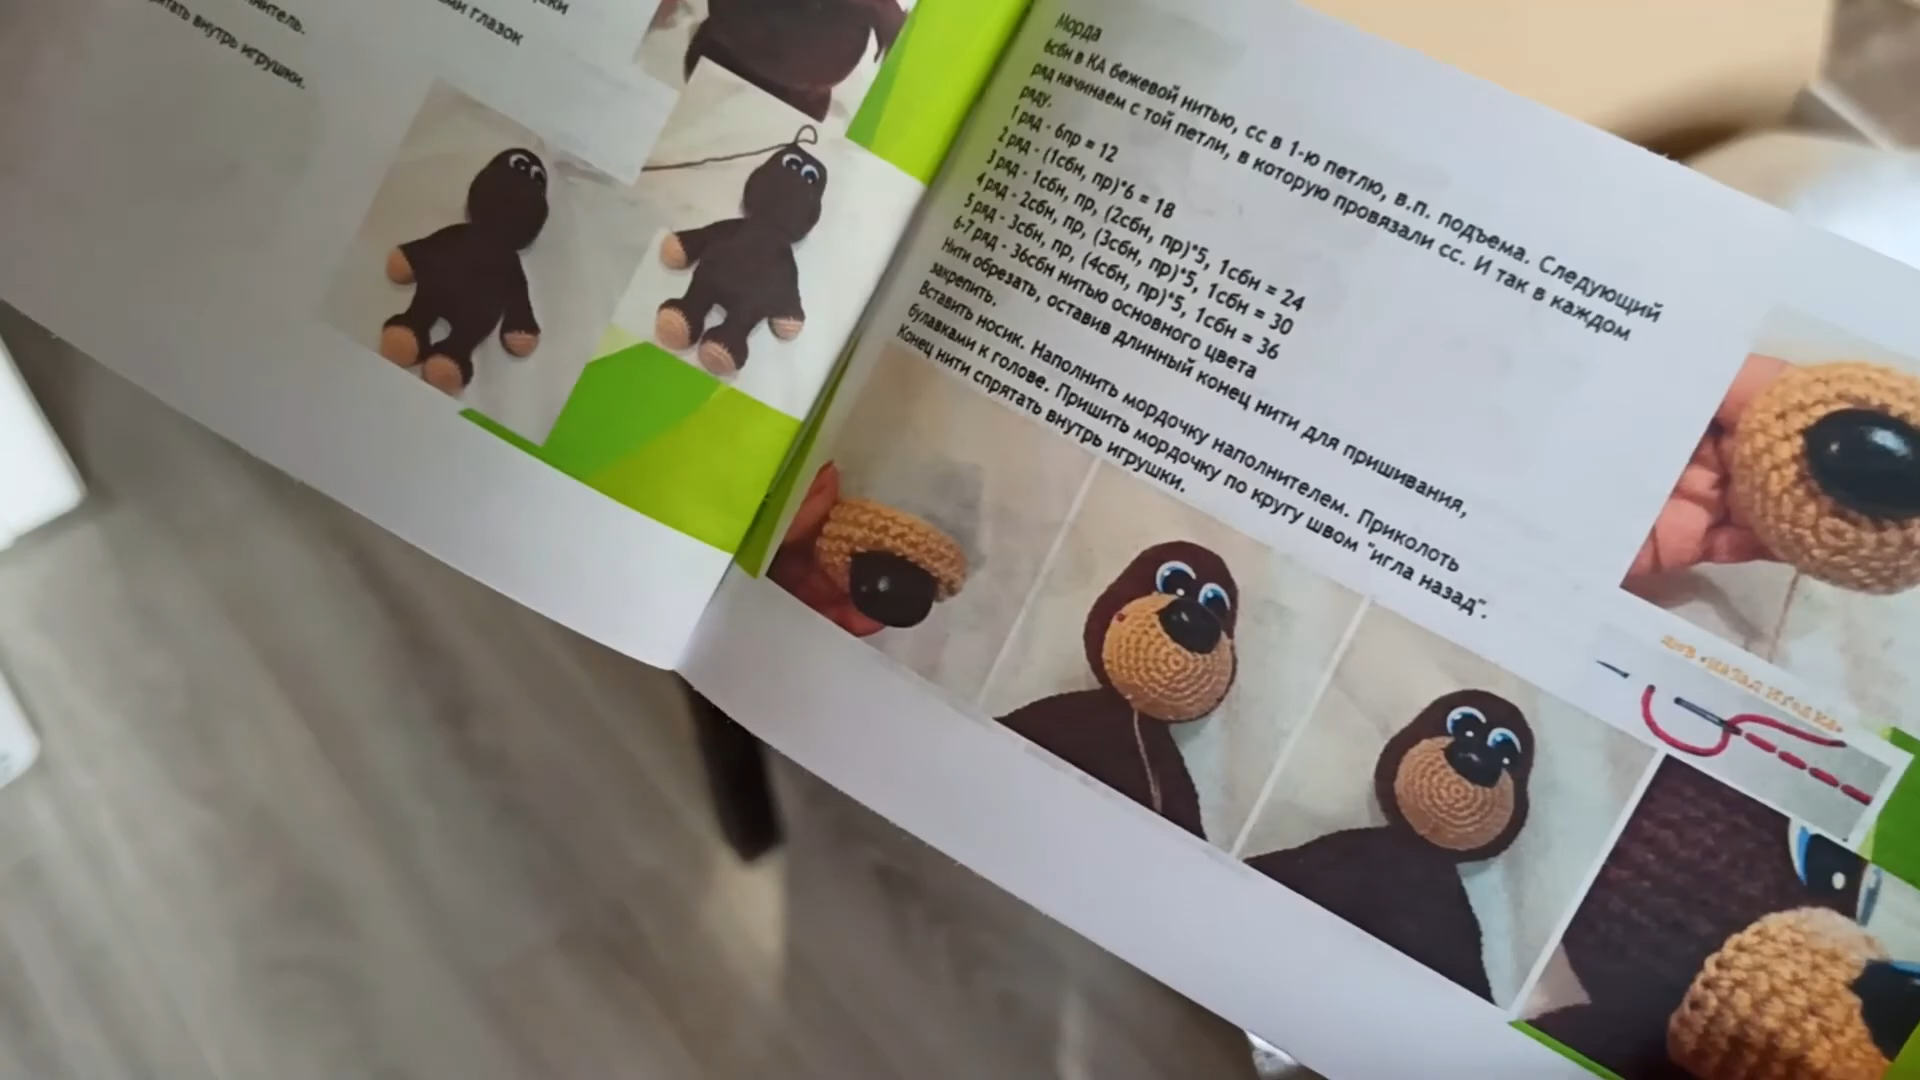 глазок
внутрь игрушки.
Морда
6сбн в КА бежевой нитью, сс в 1-ю петлю, в.п. подъема. Следующий
ряд начинаем с той петли, в которую провязали сс. И так в каждом
ряду.
1 ряд - 6пр = 12
2 ряд - (1сбн, пр)*6 = 18
3 ряд - 1сбн, пр, (2сбн, пр)*5, 1сбн = 24
4 ряд - 2сбн, пр, (3сбн, пр)*5, 1сбн = 30
5 ряд - 3сбн, пр, (4сбн, пр)*5, 1сбн = 36
6-7 ряд - 36сбн нитью основного цвета
Нити обрезать, оставив длинный конец нити для пришивания,
закрепить.
Вставить носик. Наполнить мордочку наполнителем. Приколоть
булавками к голове. Пришить мордочку по кругу швом "игла назад".
Конец нити спрятать внутрь игрушки.
ШОВ «НАЗАД ИГОЛКА»